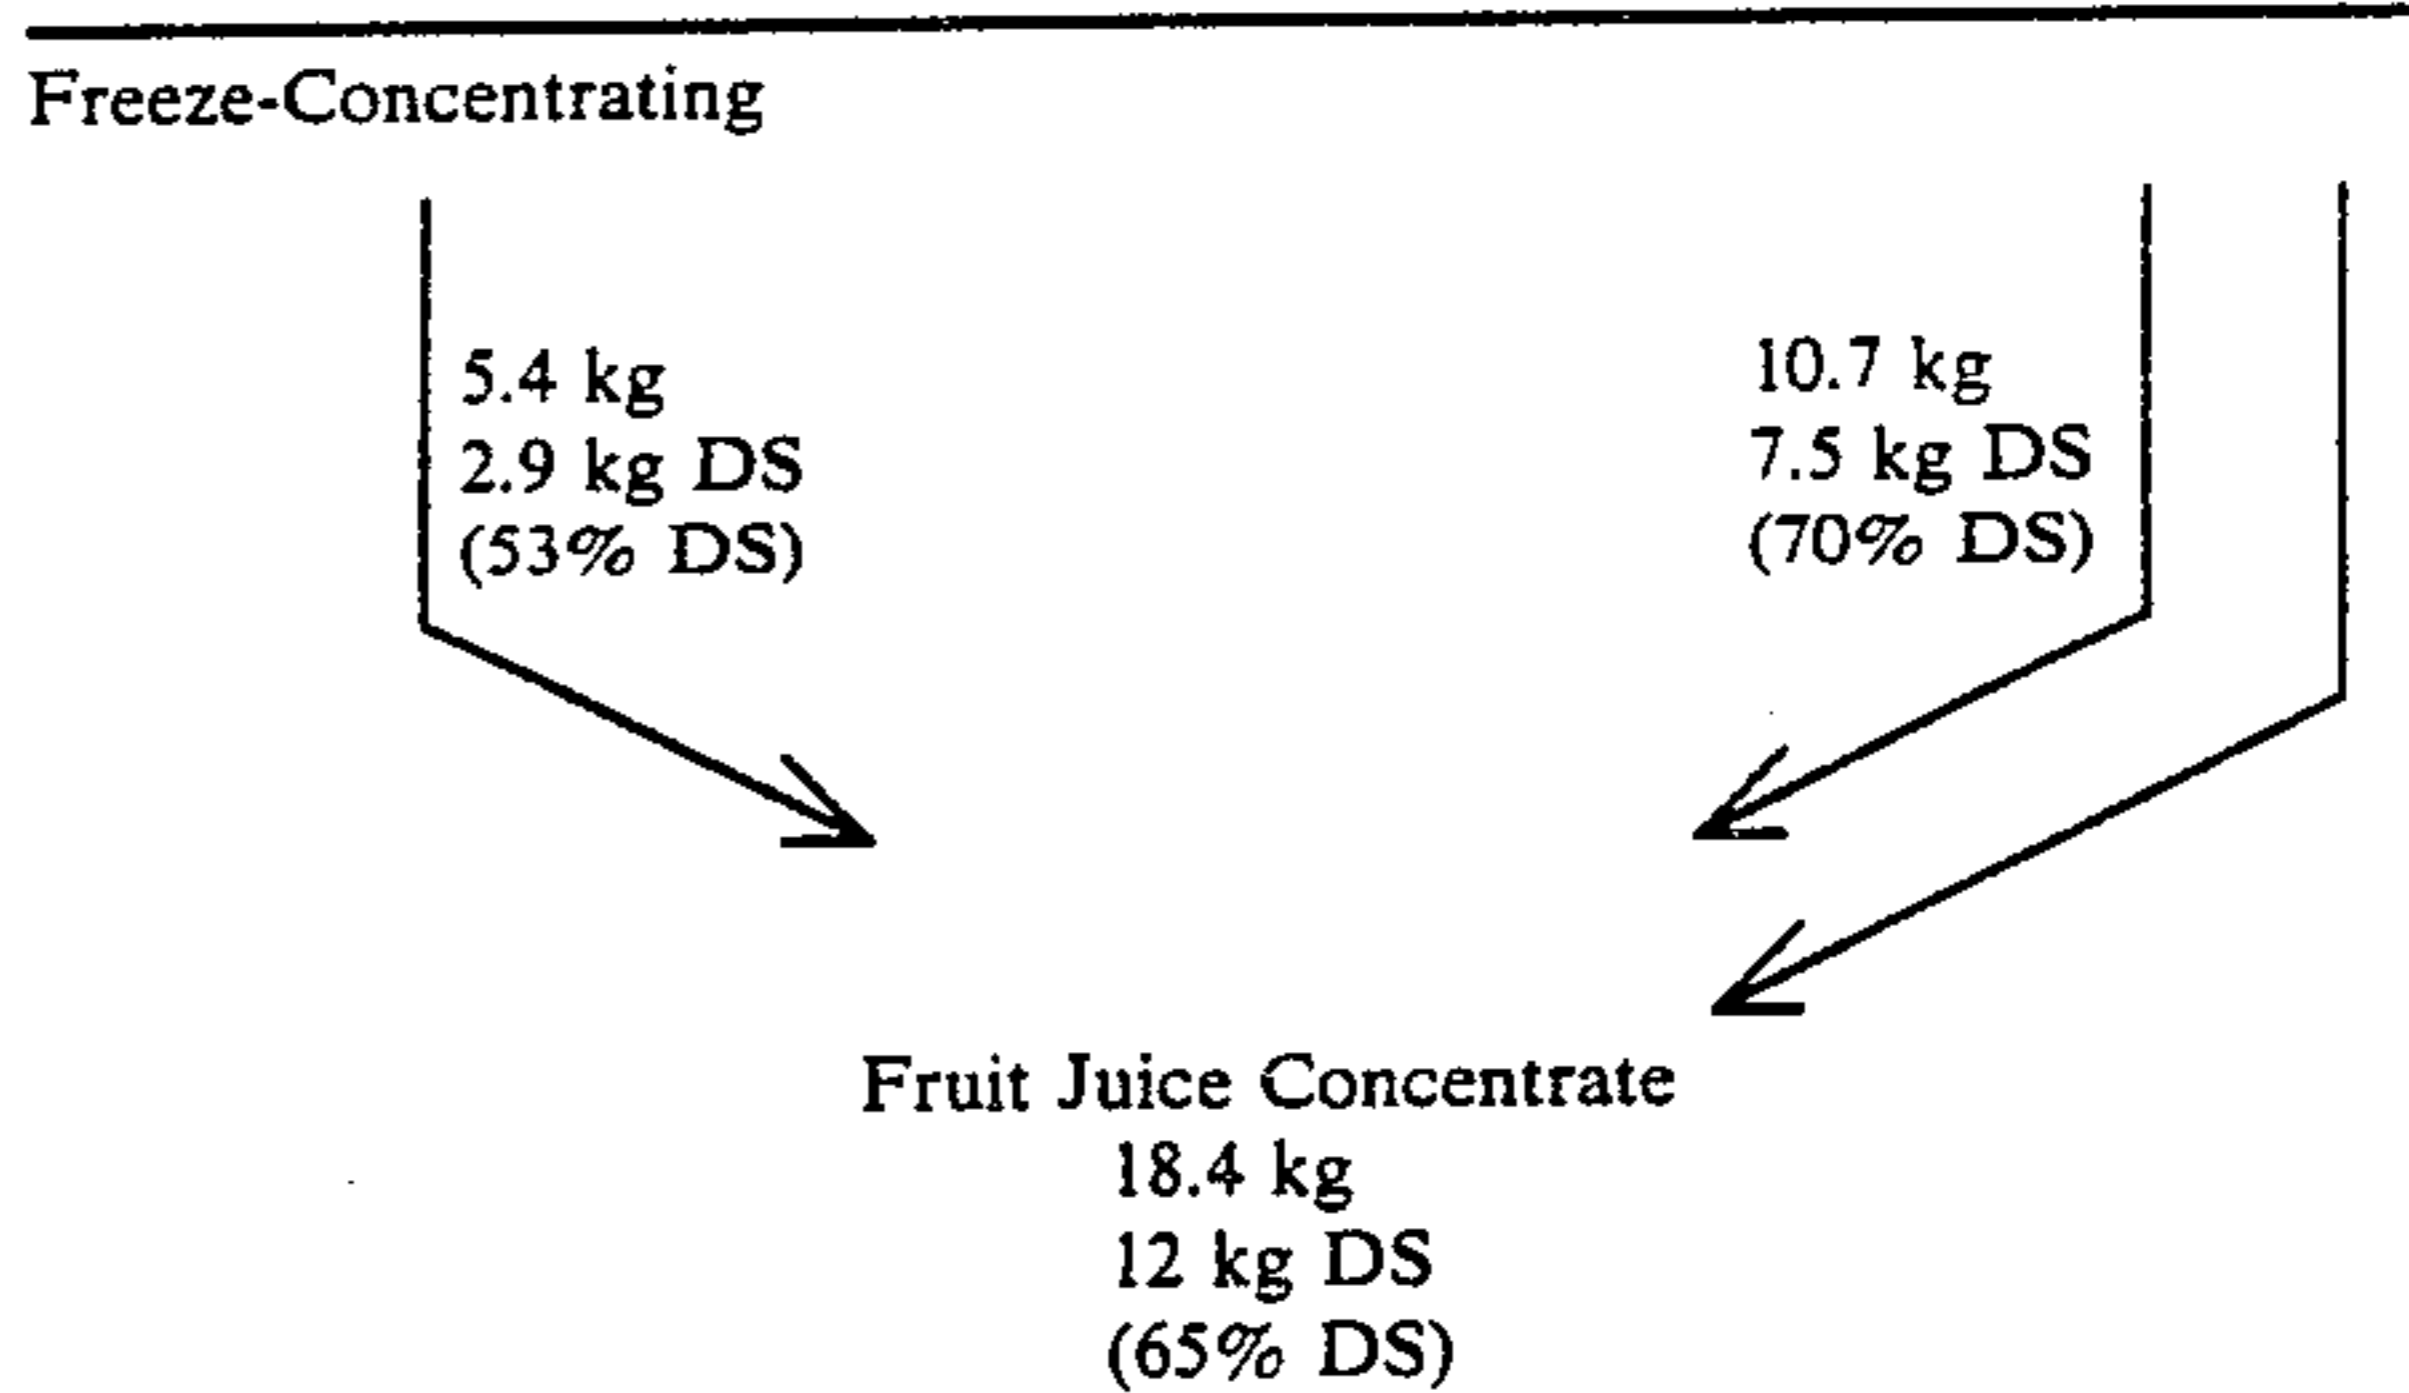 Freeze-Concentrating
5.4 kg
2.9 kg DS
(53% DS)
10.7 kg
7.5 kg DS
(70% DS)
Fruit Juice Concentrate
18.4 kg
12 kg DS
(65% DS)